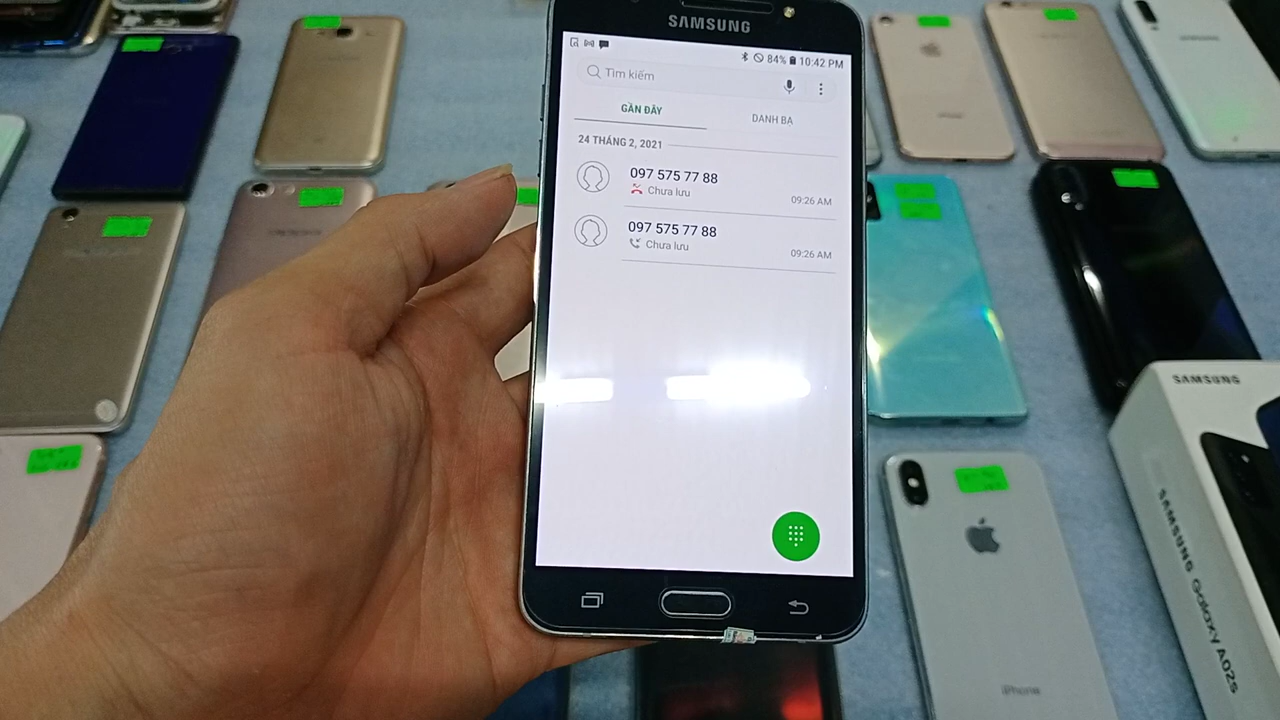 SAMSUNG
84% 10:42 PM
Tìm kiếm
GẦN ĐÂY
DANH BẠ
24 THÁNG 2, 2021
097 575 77 88
Chưa lưu
09:26 AM
097 575 77 88
Chưa lưu
09:26 AM
SAMSUNG
SAMSUNG Galaxy A02s
iPhone